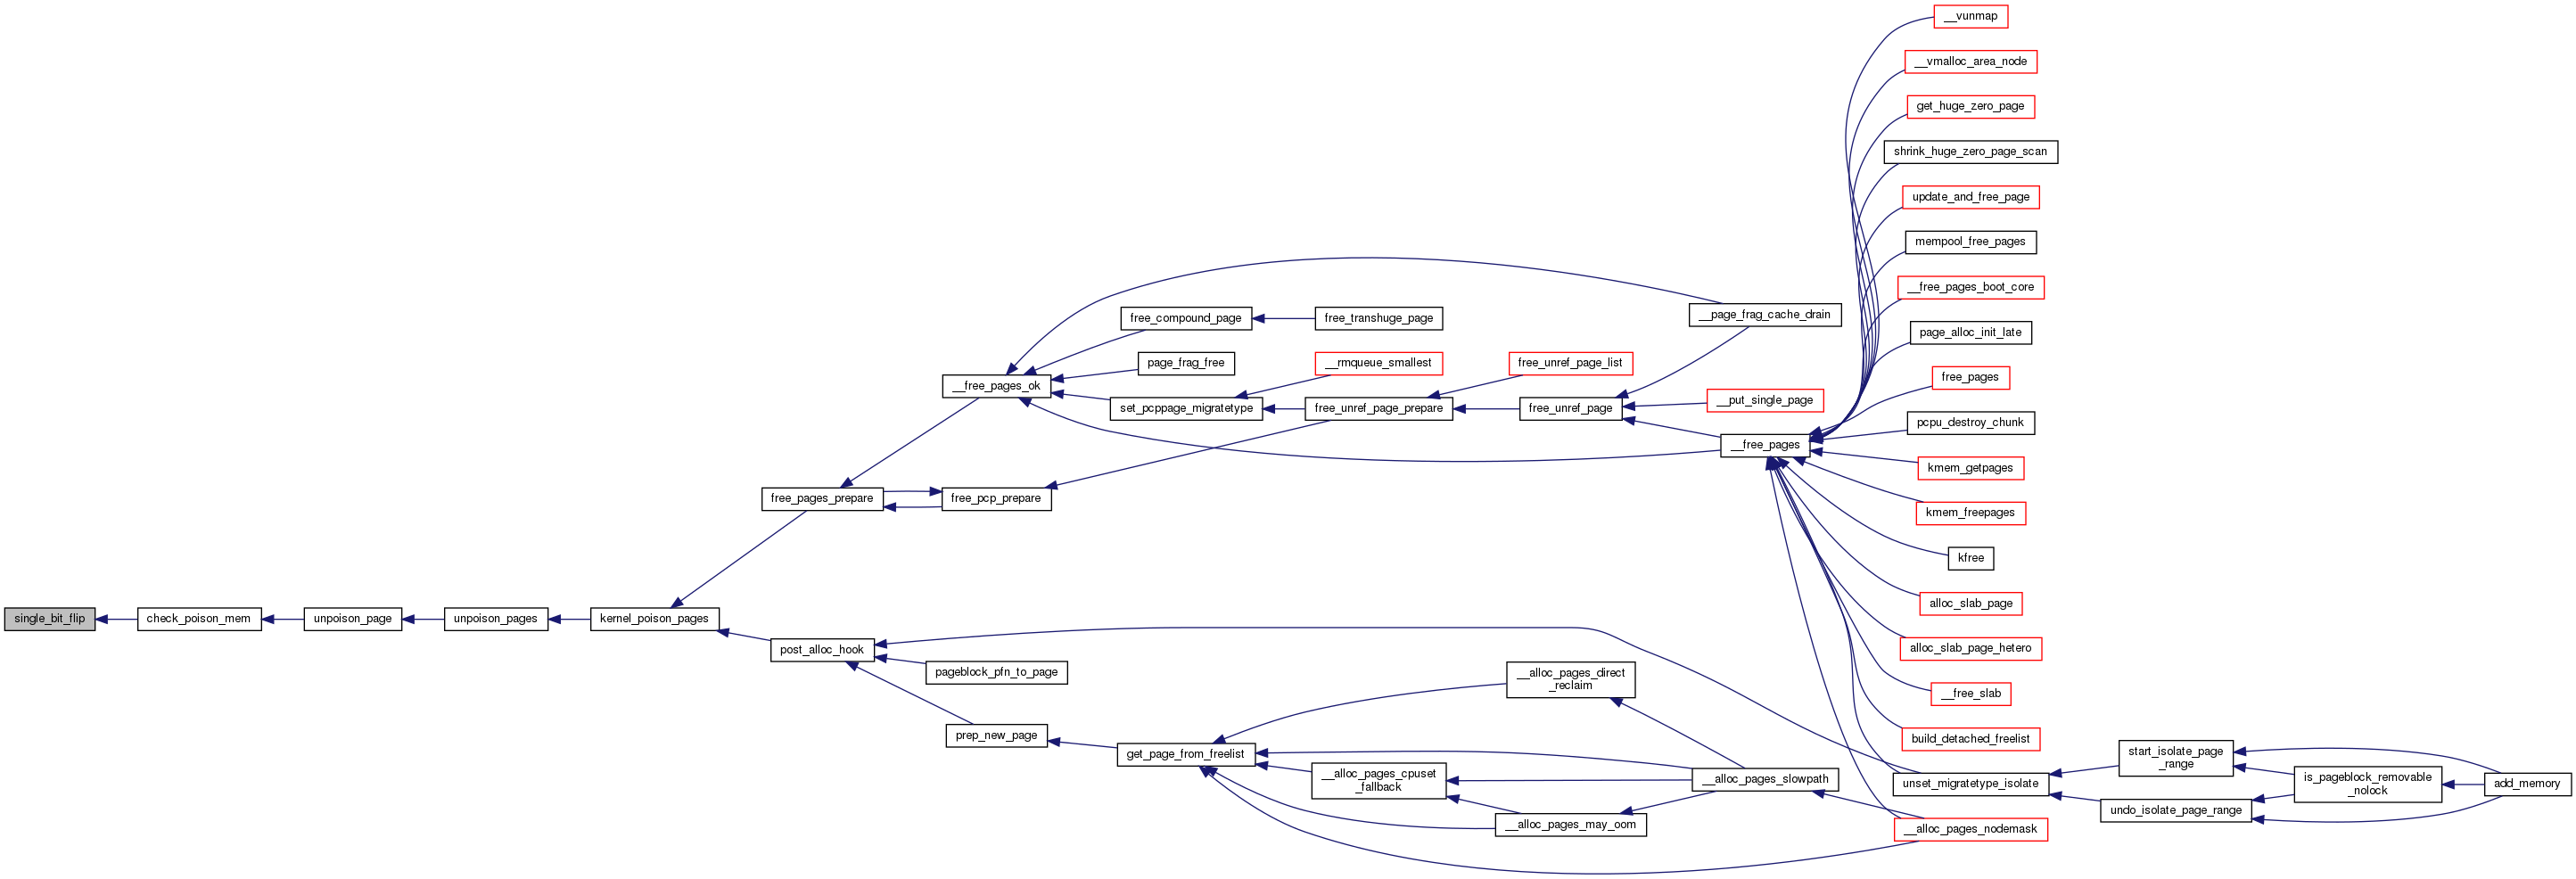 single_bit_flip
check_poison_mem
unpoison_page
unpoison_pages
kernel_poison_pages
free_pages_prepare
post_alloc_hook
__free_pages_ok
free_pcp_prepare
pageblock_pfn_to_page
prep_new_page
free_compound_page
page_frag_free
set_pcppage_migratetype
get_page_from_freelist
free_transhuge_page
__rmqueue_smallest
free_unref_page_prepare
__alloc_pages_cpuset
_fallback
free_unref_page_list
free_unref_page
__alloc_pages_direct
_reclaim
__alloc_pages_may_oom
__page_frag_cache_drain
__put_single_page
__free_pages
__alloc_pages_slowpath
__vunmap
__vmalloc_area_node
get_huge_zero_page
shrink_huge_zero_page_scan
update_and_free_page
mempool_free_pages
__free_pages_boot_core
page_alloc_init_late
free_pages
pcpu_destroy_chunk
kmem_getpages
kmem_freepages
kfree
alloc_slab_page
alloc_slab_page_hetero
__free_slab
build_detached_freelist
unset_migratetype_isolate
__alloc_pages_nodemask
start_isolate_page
_range
undo_isolate_page_range
is_pageblock_removable
_nolock
add_memory